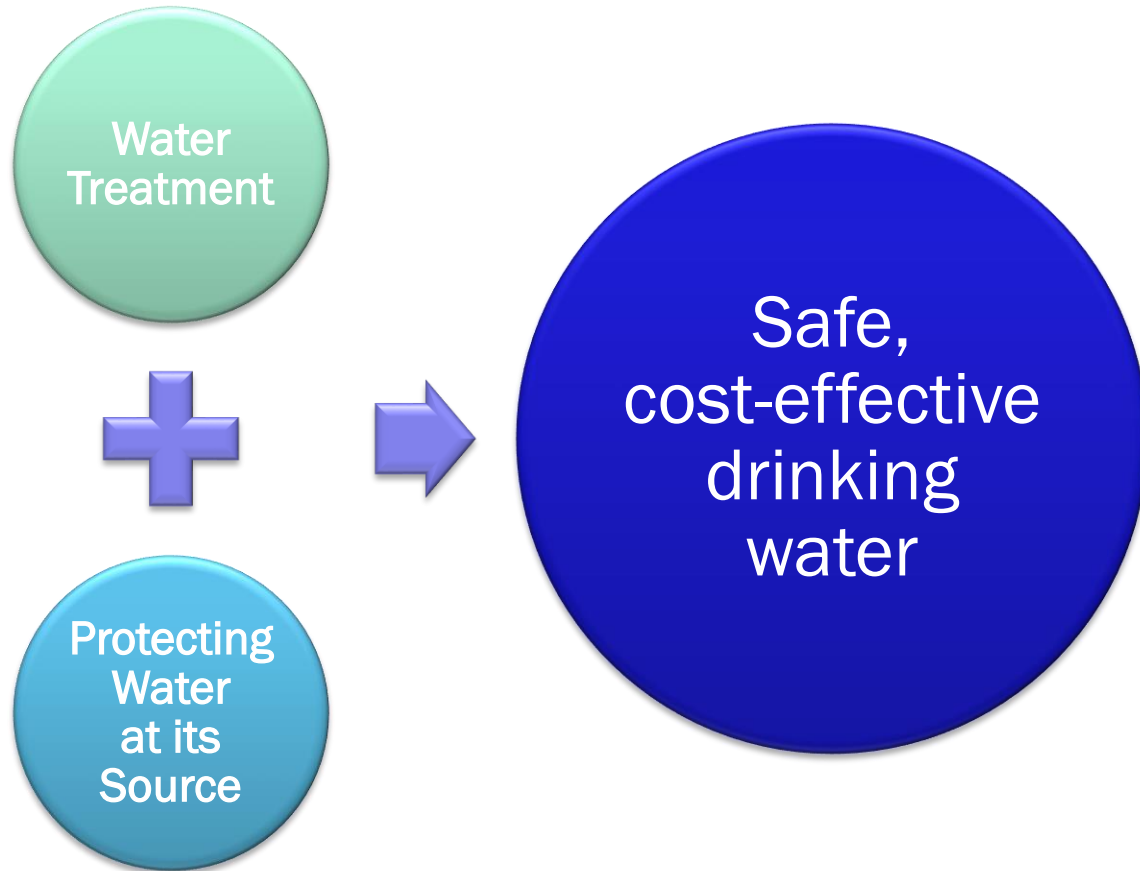 Water
Treatment
Protecting
Water
at its
Source
Safe,
cost-effective
drinking
water